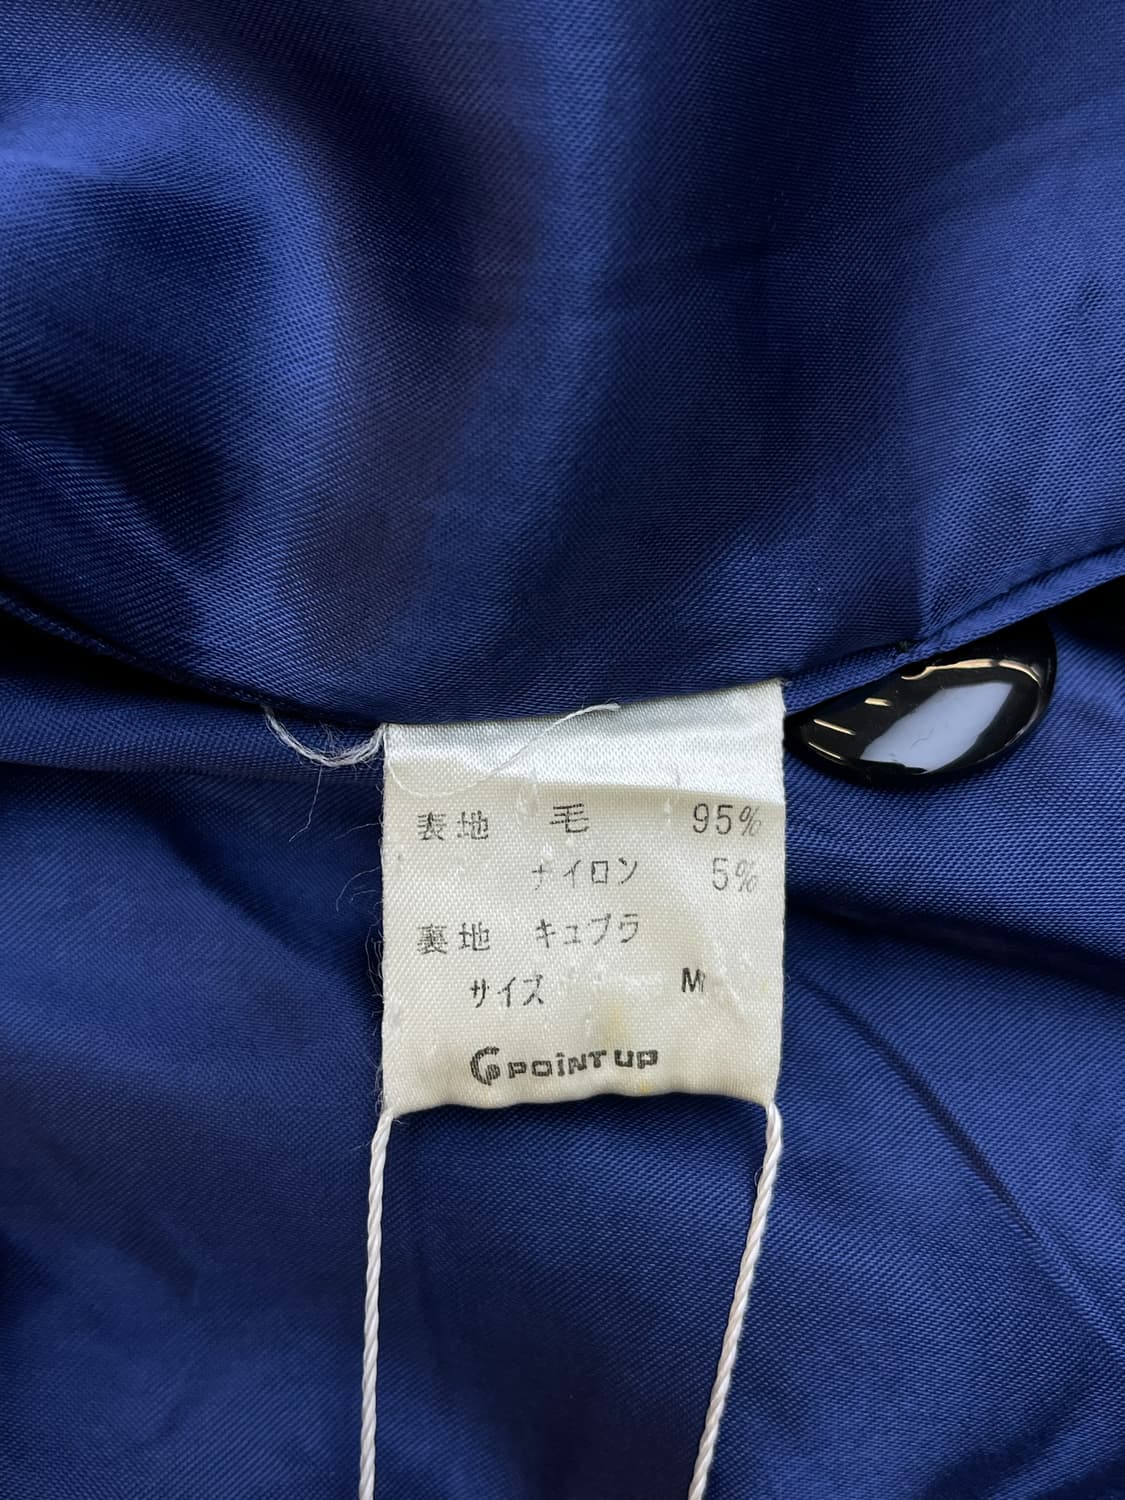 表地 毛 95%
ナイロン 5%
裏地 キュプラ
サイズ M
POINT UP